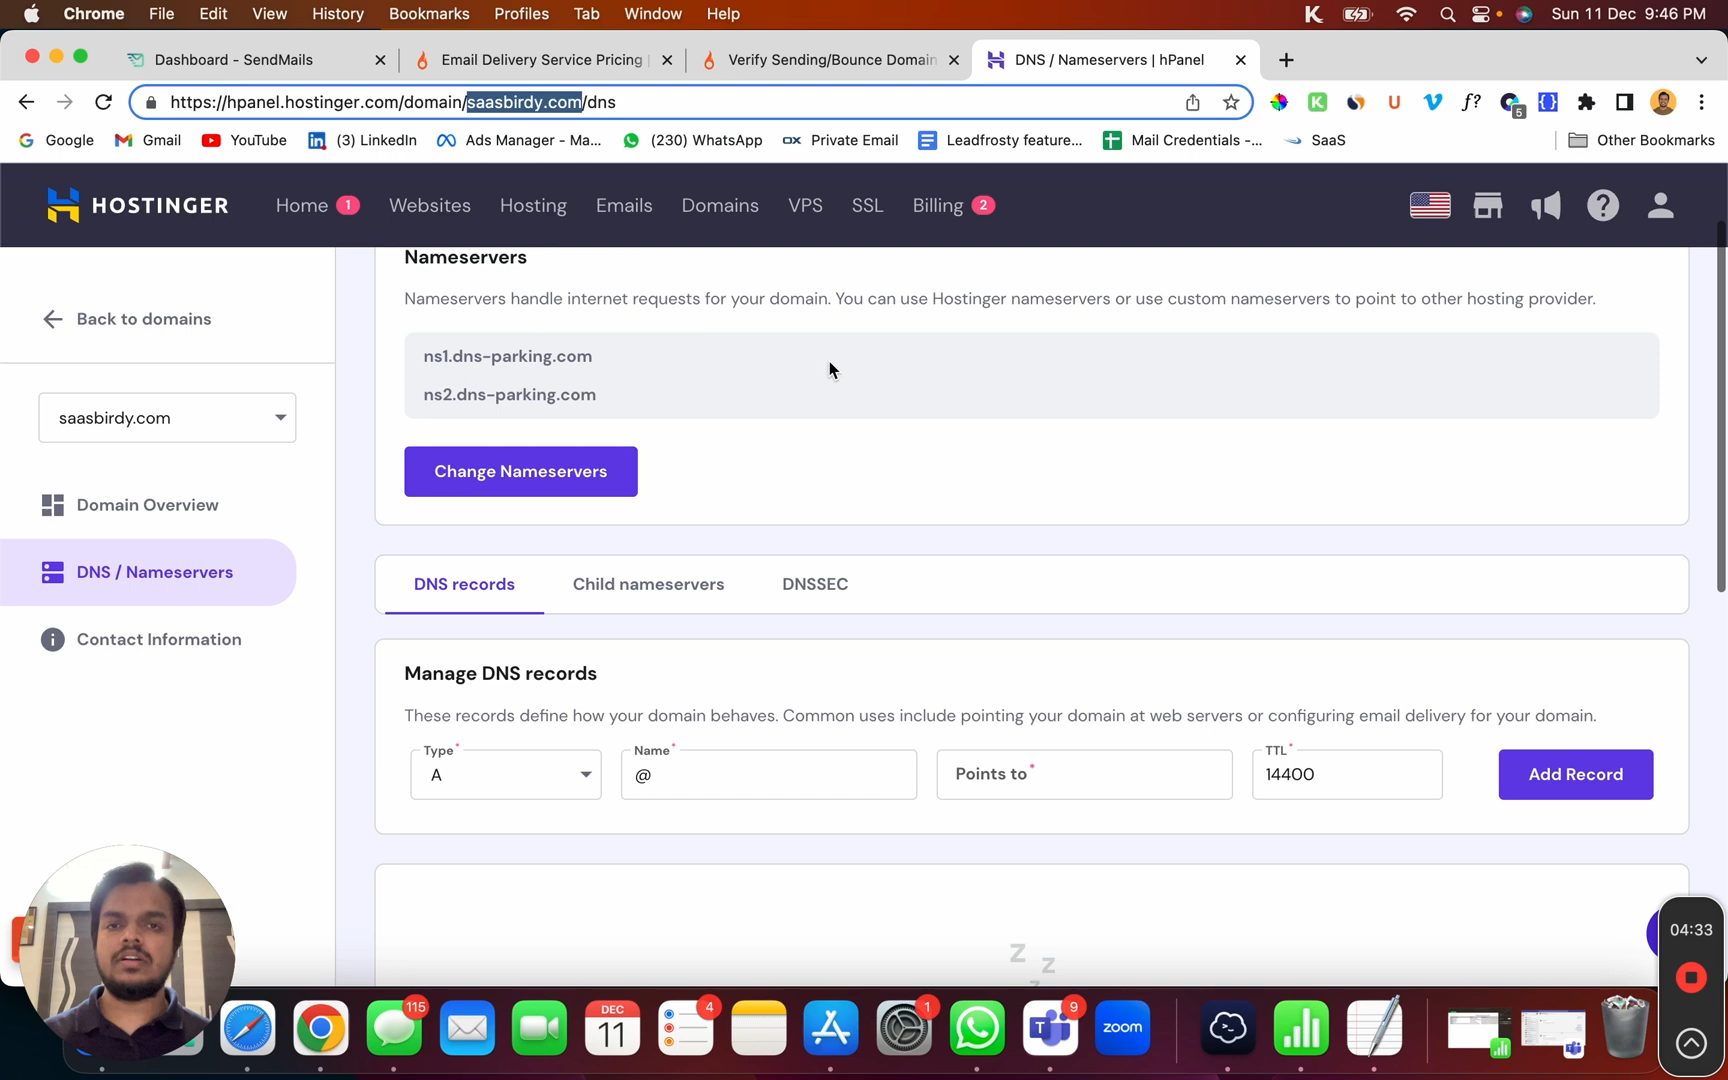 Chrome File Edit View History Bookmarks Profiles Tab Window Help Sun 11 Dec 9:46 PM
Dashboard - SendMails Email Delivery Service Pricing Verify Sending/Bounce Domain DNS / Nameservers | hPanel
https://hpanel.hostinger.com/domain/saasbirdy.com/dns
5
Google Gmail YouTube (3) LinkedIn Ads Manager - Ma... (230) WhatsApp OX Private Email Leadfrosty feature... Mail Credentials -... SaaS Other Bookmarks
HOSTINGER Home 1 Websites Hosting Emails Domains VPS SSL Billing 2
Nameservers
Nameservers handle internet requests for your domain. You can use Hostinger nameservers or use custom nameservers to point to other hosting provider.
Back to domains
ns1.dns-parking.com
ns2.dns-parking.com
saasbirdy.com
Change Nameservers
Domain Overview
DNS / Nameservers
DNS records Child nameservers DNSSEC
Contact Information
Manage DNS records
These records define how your domain behaves. Common uses include pointing your domain at web servers or configuring email delivery for your domain.
Type* Name* TTL*
A @ Points to* 14400 Add Record
z
z
04:33
115 DEC 11 4 1 9 zoom